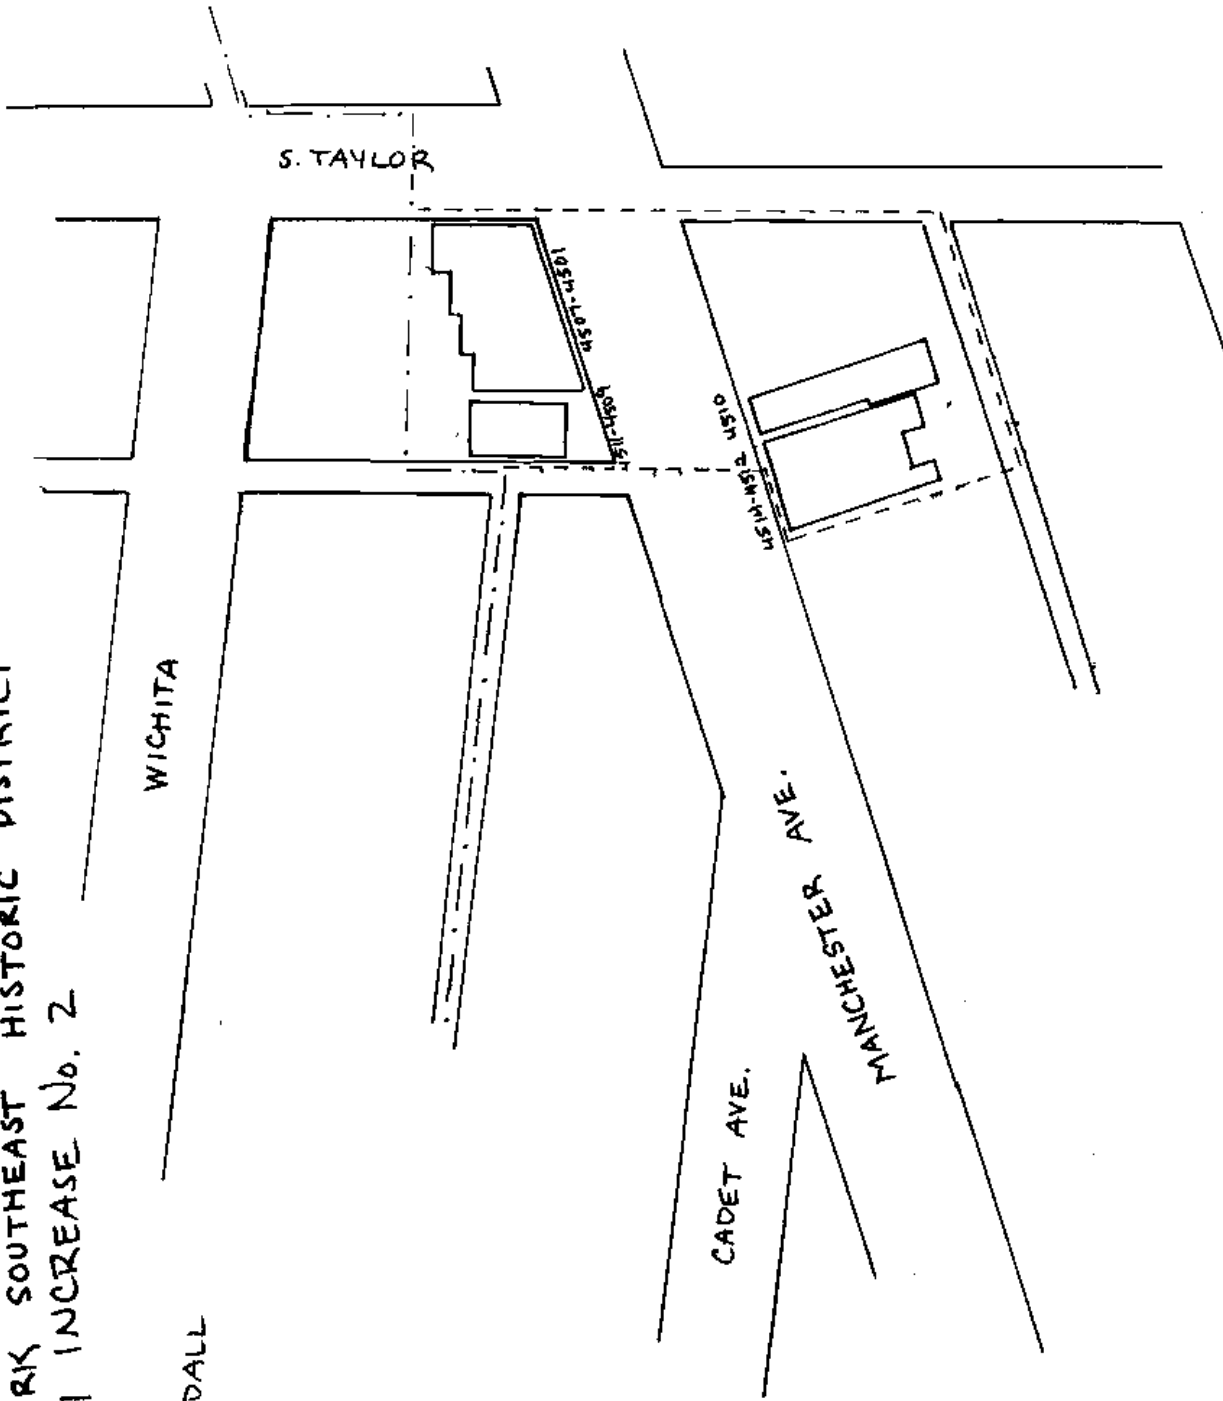 RK SOUTHEAST HISTORIC DISTRICT
INCREASE No. 2
S. TAYLOR
4507-4501
4511-4509
4510
4514-4512
WICHITA
MANCHESTER AVE.
CADET AVE.
DALL